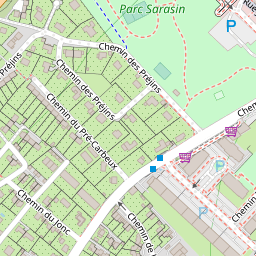 Parc Sarasin
P
Rue
Chemin des Préjins
Préjins
Chemin des Préjins
Chemin du Pré-Carbeux
Chemin
P
Chemin du Jonc
Chemin de
Chemin
P